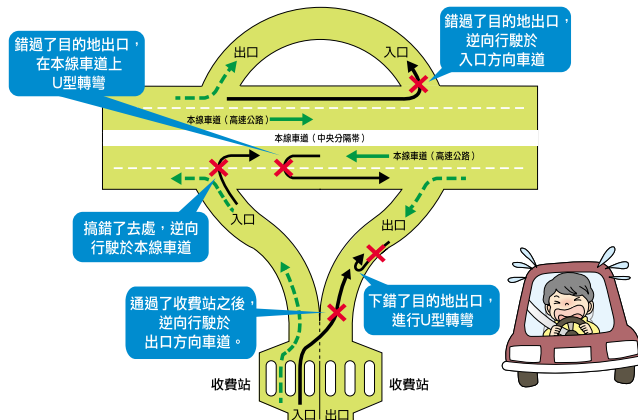 錯過了目的地出口，
在本線車道上
U型轉彎
出口
入口
錯過了目的地出口，
逆向行駛於
入口方向車道
本線車道（高速公路）
本線車道（中央分隔帯）
本線車道（高速公路）
搞錯了去處，逆向
行駛於本線車道
入口
出口
通過了收費站之後，
逆向行駛於
出口方向車道。
下錯了目的地出口，
進行U型轉彎
收費站
收費站
入口
出口